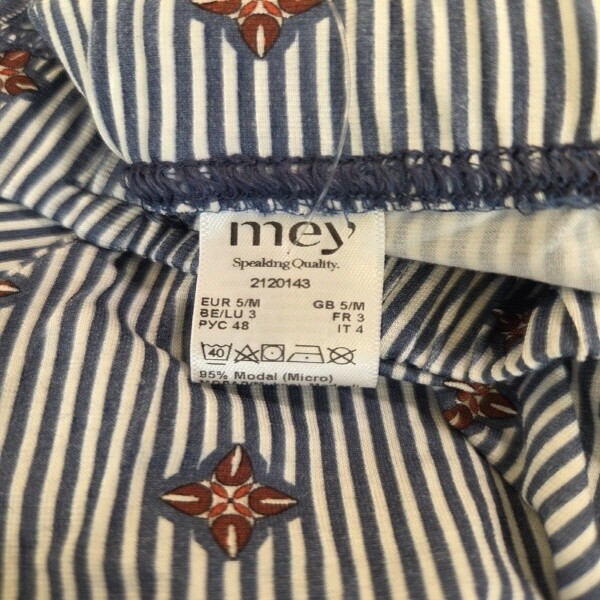 mey
Speaking Quality.
2120143
EUR 5/M GB 5/M
BE/LU 3 FR 3
РУС 48 IT 4
40
95% Modal (Micro)